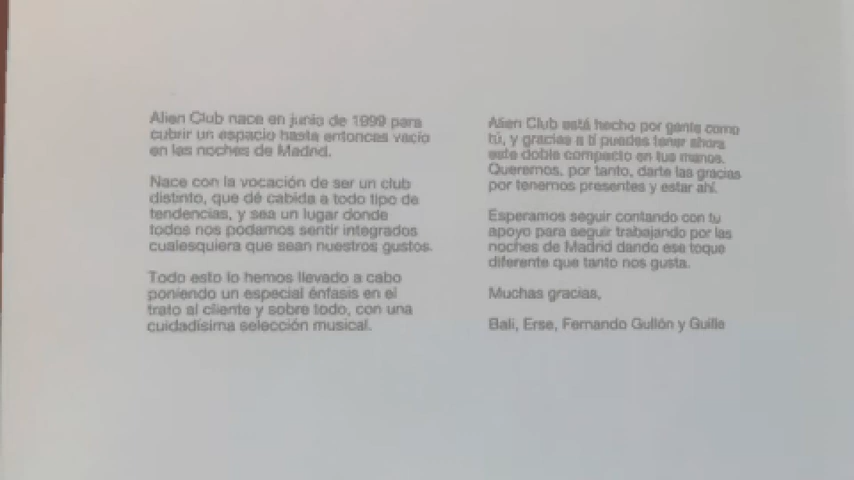 Alien Club nace en junio de 1999 para
cubrir un espacio hasta entonces vacío
en las noches de Madrid.
Nace con la vocación de ser un club
distinto, que dé cabida a todo tipo de
tendencias, y sea un lugar donde
todos nos podamos sentir integrados
cualesquiera que sean nuestros gustos.
Todo esto lo hemos llevado a cabo
poniendo un especial énfasis en el
trato al cliente y sobre todo, con una
cuidadísima selección musical.
Alien Club está hecho por gente como
tú, y gracias a tí puedes tener ahora
este doble compacto en tus manos.
Queremos, por tanto, darte las gracias
por tenernos presentes y estar ahí.
Esperamos seguir contando con tu
apoyo para seguir trabajando por las
noches de Madrid dando ese toque
diferente que tanto nos gusta.
Muchas gracias,
Bali, Erse, Fernando Gullón y Guille